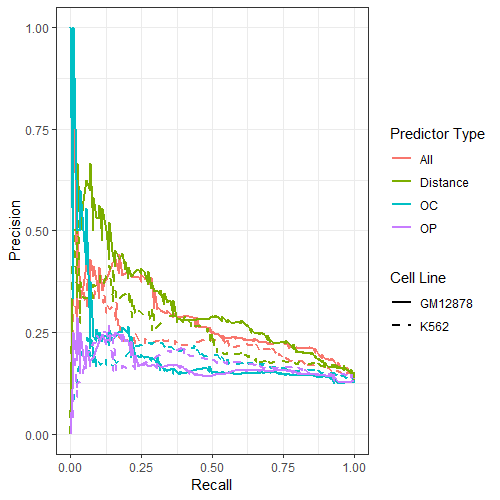 1.00
0.75
0.50
0.25
0.00
Precision
0.00 0.25 0.50 0.75 1.00
Recall
Predictor Type
All
Distance
OC
OP
Cell Line
GM12878
K562